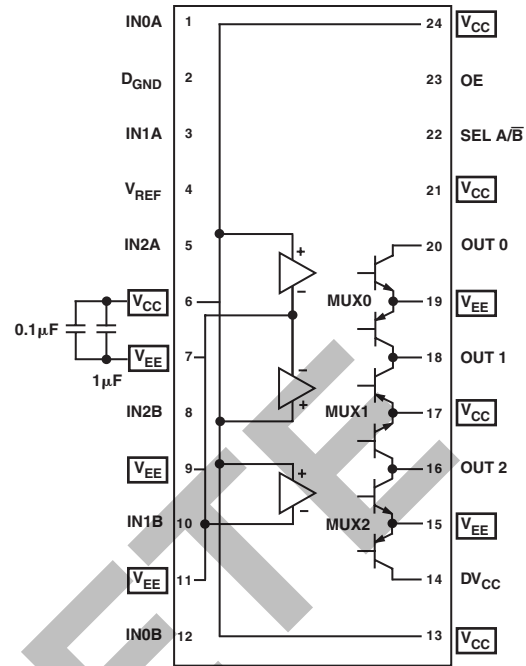 IN0A 1 24 VCC
DGND 2 23 OE
IN1A 3 22 SEL A/B̅
VREF 4 21 VCC
IN2A 5 20 OUT 0
+
VCC 6 MUX0 19 VEE
−
0.1µF
VEE 7 18 OUT 1
1µF
−
IN2B 8 MUX1 17 VCC
+
VEE 9 16 OUT 2
+
IN1B 10 MUX2 15 VEE
−
VEE 11 14 DVCC
IN0B 12 13 VCC
ETE